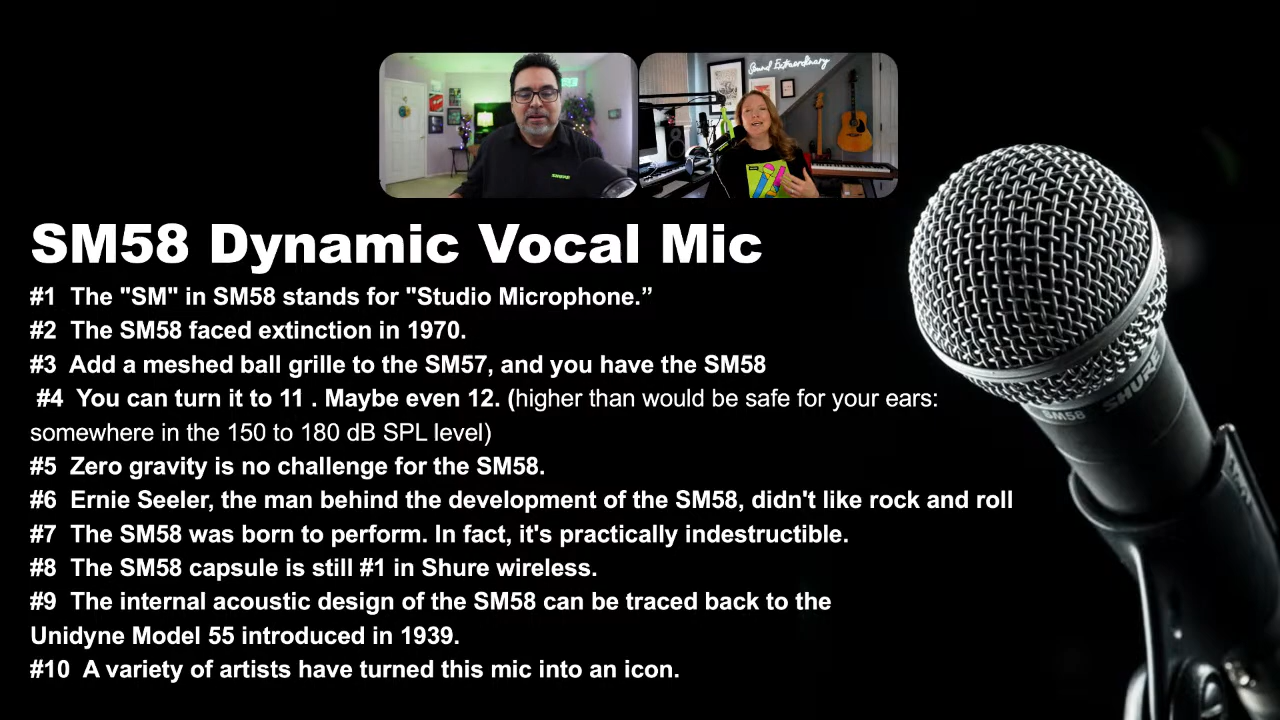 Sound Extraordinary
SHURE
SM58 Dynamic Vocal Mic
#1 The "SM" in SM58 stands for "Studio Microphone.”
#2 The SM58 faced extinction in 1970.
#3 Add a meshed ball grille to the SM57, and you have the SM58
#4 You can turn it to 11 . Maybe even 12. (higher than would be safe for your ears:
somewhere in the 150 to 180 dB SPL level)
#5 Zero gravity is no challenge for the SM58.
#6 Ernie Seeler, the man behind the development of the SM58, didn't like rock and roll
#7 The SM58 was born to perform. In fact, it's practically indestructible.
#8 The SM58 capsule is still #1 in Shure wireless.
#9 The internal acoustic design of the SM58 can be traced back to the
Unidyne Model 55 introduced in 1939.
#10 A variety of artists have turned this mic into an icon.
SM58 SHURE